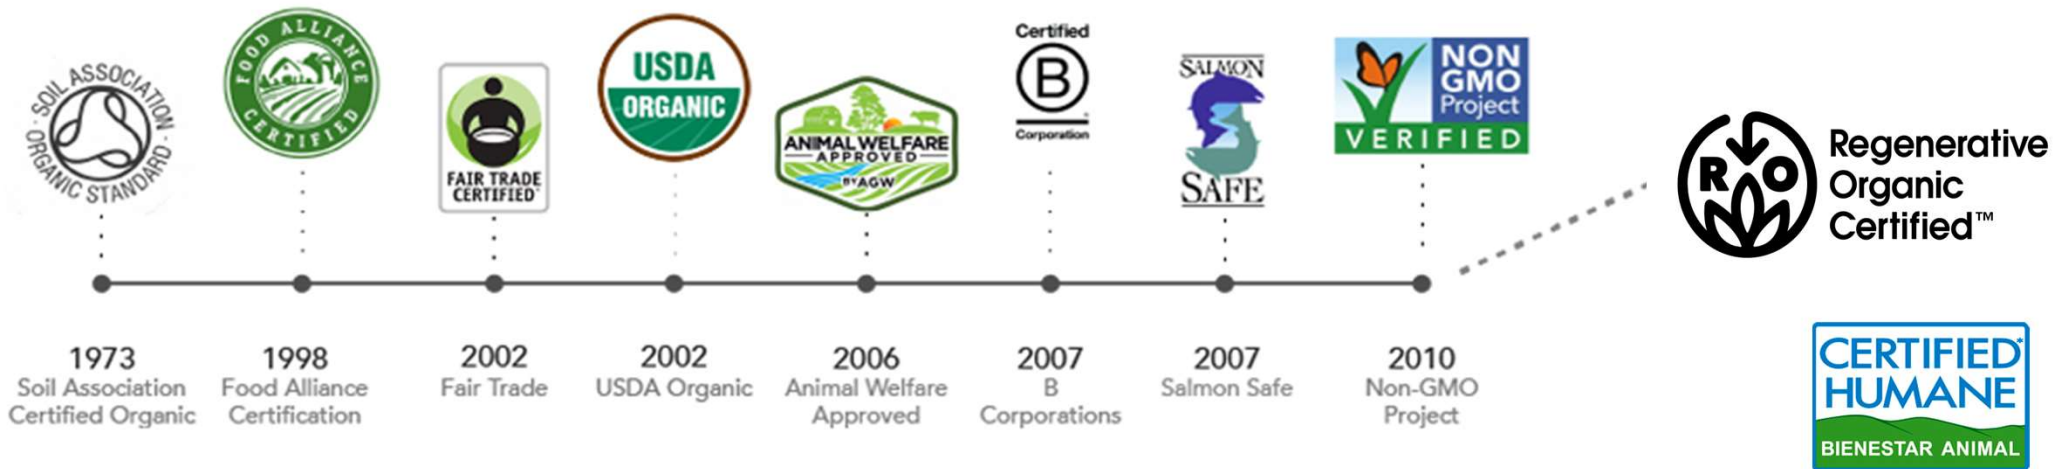 SOIL ASSOCIATION
ORGANIC STANDARD
FOOD ALLIANCE
CERTIFIED
FAIR TRADE
CERTIFIED
USDA
ORGANIC
ANIMAL WELFARE
APPROVED
BY AGW
Certified
B
Corporation
SALMON
SAFE
NON
GMO
Project
VERIFIED
R O
Regenerative
Organic
Certified™
1973
Soil Association
Certified Organic
1998
Food Alliance
Certification
2002
Fair Trade
2002
USDA Organic
2006
Animal Welfare
Approved
2007
B
Corporations
2007
Salmon Safe
2010
Non-GMO
Project
CERTIFIED
HUMANE
BIENESTAR ANIMAL